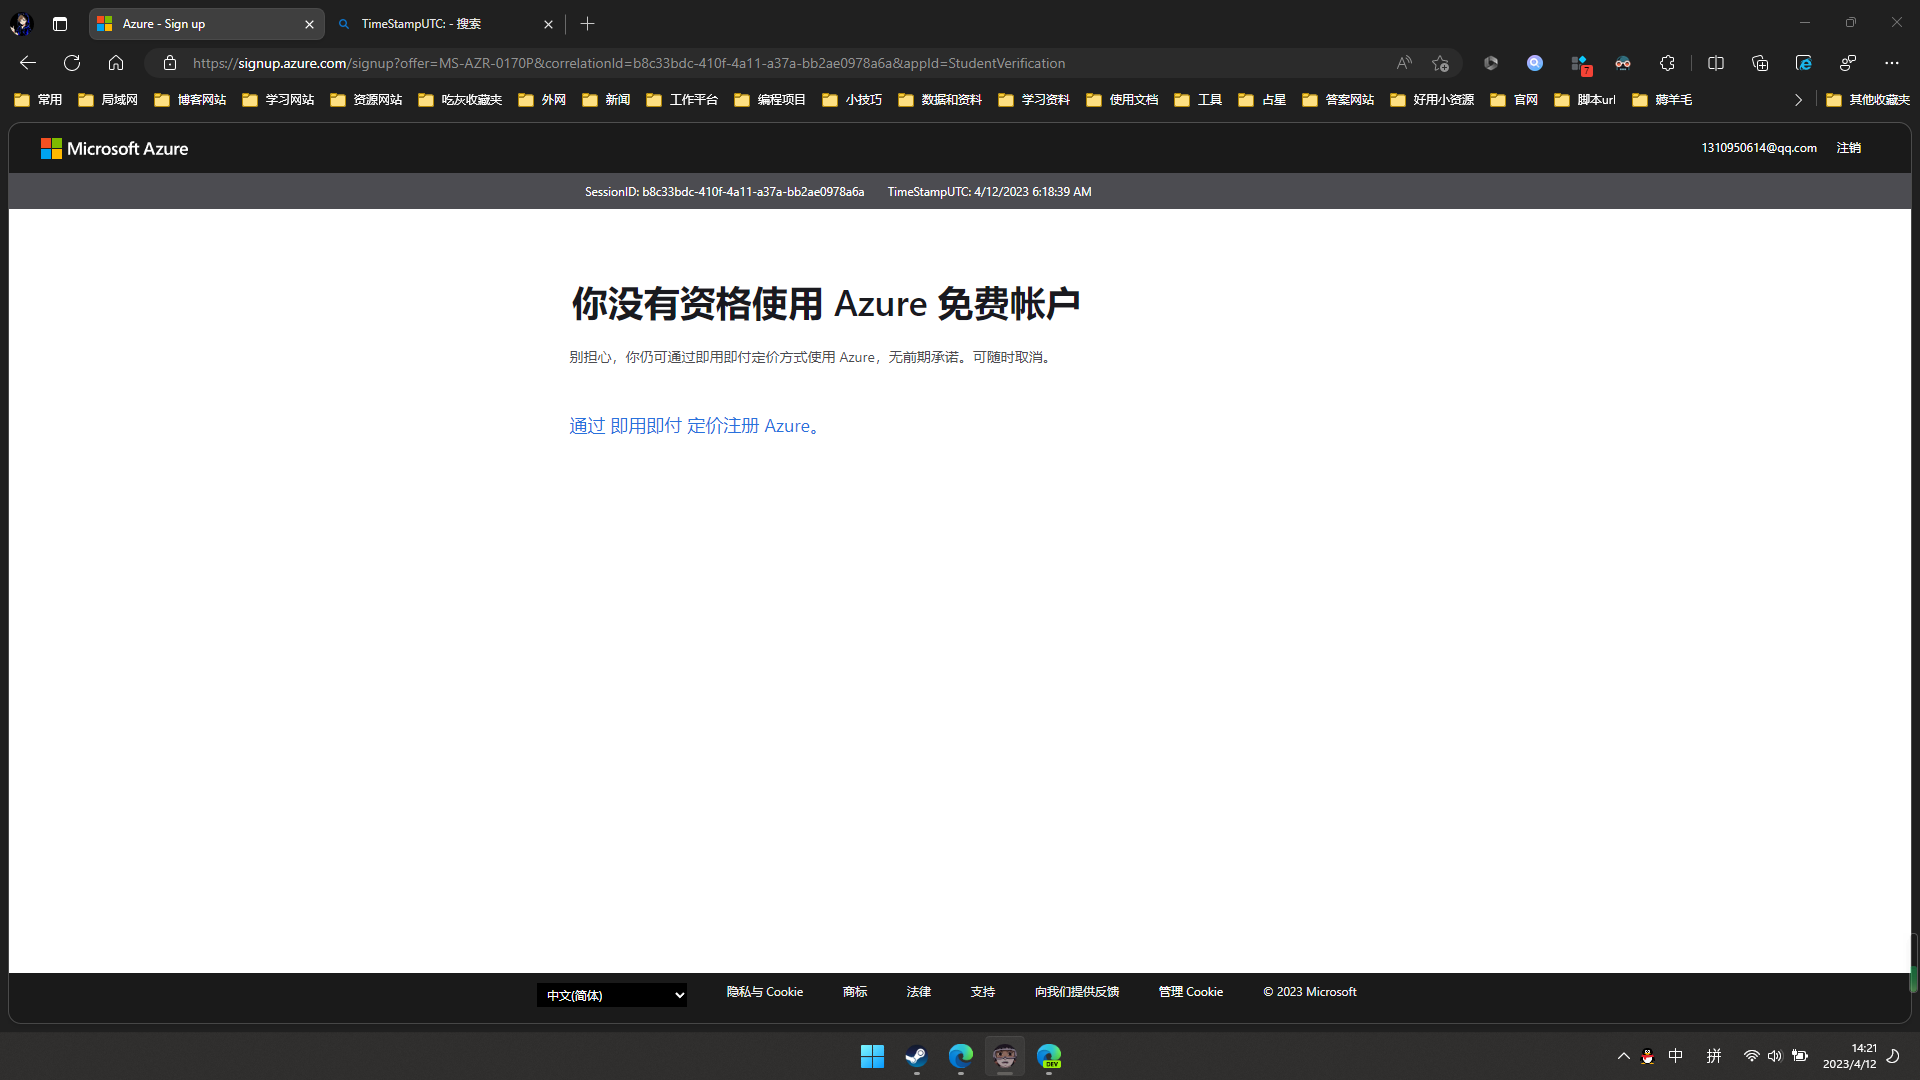 Azure - Sign up
TimeStampUTC: - 搜索
https://signup.azure.com/signup?offer=MS-AZR-0170P&correlationId=b8c33bdc-410f-4a11-a37a-bb2ae0978a6a&appId=StudentVerification
7
常用 局域网 博客网站 学习网站 资源网站 吃灰收藏夹 外网 新闻 工作平台 编程项目 小技巧 数据和资料 学习资料 使用文档 工具 占星 答案网站 好用小资源 官网 脚本url 薅羊毛 其他收藏夹
Microsoft Azure
1310950614@qq.com 注销
SessionID: b8c33bdc-410f-4a11-a37a-bb2ae0978a6a TimeStampUTC: 4/12/2023 6:18:39 AM
你没有资格使用 Azure 免费帐户
别担心，你仍可通过即用即付定价方式使用 Azure，无前期承诺。可随时取消。
通过 即用即付 定价注册 Azure。
中文(简体) 隐私与 Cookie 商标 法律 支持 向我们提供反馈 管理 Cookie © 2023 Microsoft
DEV
中 拼
14:21
2023/4/12